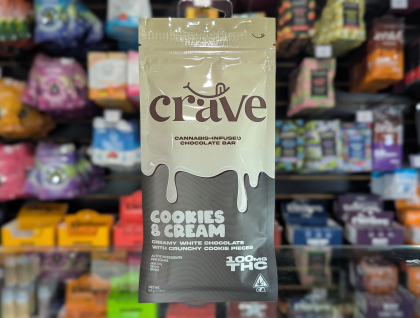 crave
CANNABIS-INFUSED
CHOCOLATE BAR
COOKIES
& CREAM
CREAMY WHITE CHOCOLATE
WITH CRUNCHY COOKIE PIECES
100MG
THC